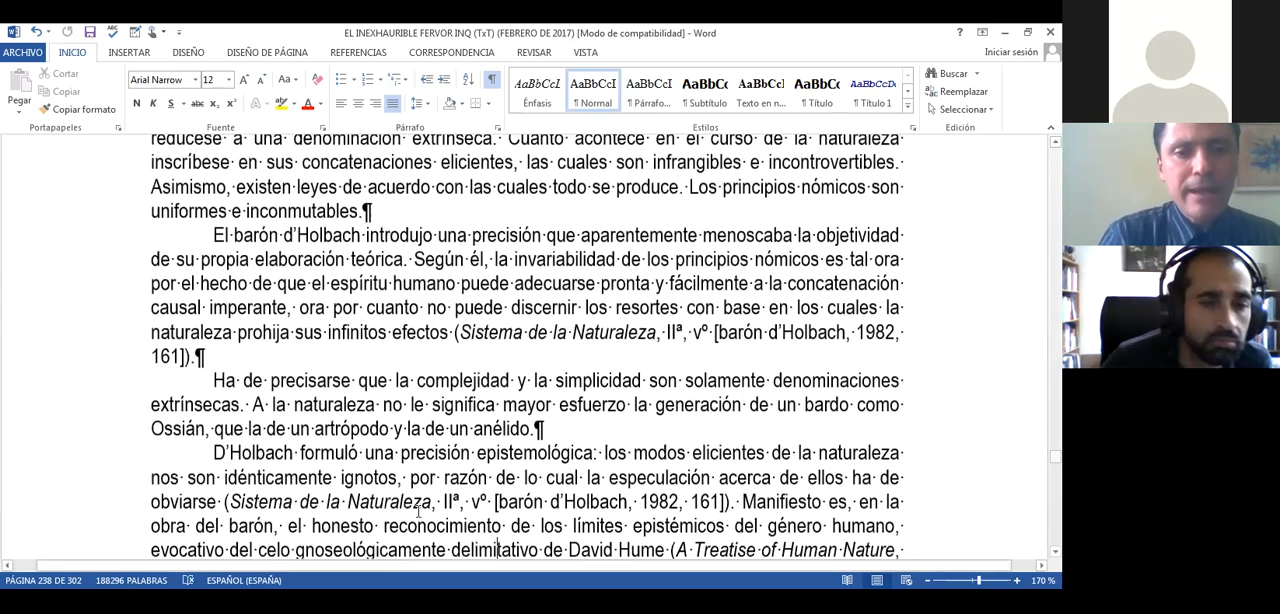 EL INEXHAURIBLE FERVOR INQ (TxT) (FEBRERO DE 2017) [Modo de compatibilidad] - Word
ARCHIVO INICIO INSERTAR DISEÑO DISEÑO DE PÁGINA REFERENCIAS CORRESPONDENCIA REVISAR VISTA Iniciar sesión
Pegar
Cortar
Copiar
Copiar formato
Portapapeles
Arial Narrow 12
N K S abc
Fuente
Párrafo
AaBbCcI AaBbCcI AaBbCcI AaBbCc AaBbCcI AaBbCc AaBbCcDc
Énfasis ¶ Normal ¶ Párrafo... ¶ Subtítulo Texto en n... ¶ Título ¶ Título 1
Estilos
Buscar
Reemplazar
Seleccionar
Edición
redúcese a una denominación extrínseca. Cuanto acontece en el curso de la naturaleza
inscríbese en sus concatenaciones elicientes, las cuales son infrangibles e incontrovertibles.
Asimismo, existen leyes de acuerdo con las cuales todo se produce. Los principios nómicos son
uniformes e inconmutables.¶
El barón d’Holbach introdujo una precisión que aparentemente menoscaba la objetividad
de su propia elaboración teórica. Según él, la invariabilidad de los principios nómicos es tal ora
por el hecho de que el espíritu humano puede adecuarse pronta y fácilmente a la concatenación
causal imperante, ora por cuanto no puede discernir los resortes con base en los cuales la
naturaleza prohija sus infinitos efectos (Sistema de la Naturaleza, IIª, vº [barón d’Holbach, 1982,
161]).¶
Ha de precisarse que la complejidad y la simplicidad son solamente denominaciones
extrínsecas. A la naturaleza no le significa mayor esfuerzo la generación de un bardo como
Ossián, que la de un artrópodo y la de un anélido.¶
D’Holbach formuló una precisión epistemológica: los modos elicientes de la naturaleza
nos son idénticamente ignotos, por razón de lo cual la especulación acerca de ellos ha de
obviarse (Sistema de la Naturaleza, IIª, vº [barón d’Holbach, 1982, 161]). Manifiesto es, en la
obra del barón, el honesto reconocimiento de los límites epistémicos del género humano,
evocativo del celo gnoseológicamente delimitativo de David Hume (A Treatise of Human Nature,
PÁGINA 238 DE 302 188296 PALABRAS ESPAÑOL (ESPAÑA) 170 %